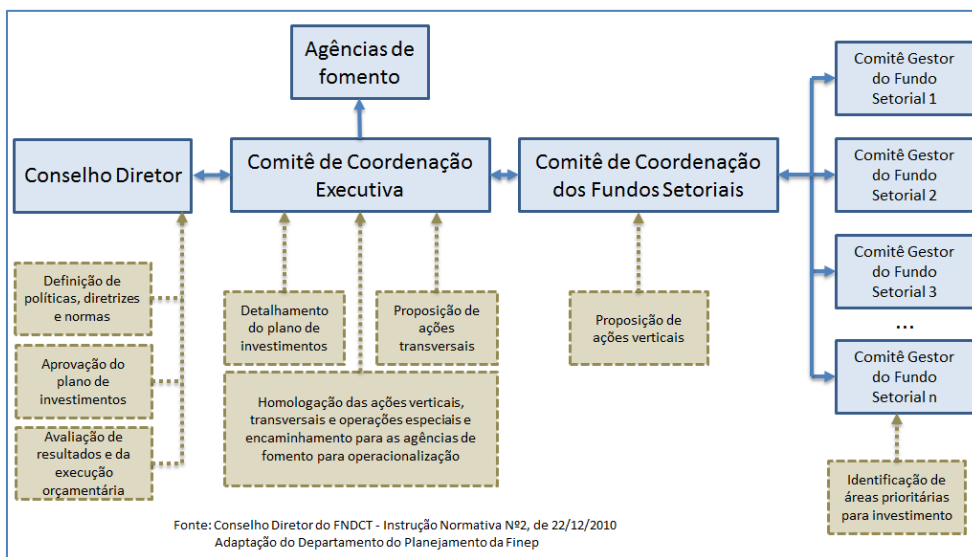 Agências de
fomento
Conselho Diretor
Comitê de Coordenação
Executiva
Comitê de Coordenação
dos Fundos Setoriais
Comitê Gestor
do Fundo
Setorial 1
Comitê Gestor
do Fundo
Setorial 2
Comitê Gestor
do Fundo
Setorial 3
...
Comitê Gestor
do Fundo
Setorial n
Definição de
políticas, diretrizes
e normas
Aprovação do
plano de
investimentos
Avaliação de
resultados e da
execução
orçamentária
Detalhamento
do plano de
investimentos
Proposição de
ações
transversais
Homologação das ações verticais,
transversais e operações especiais e
encaminhamento para as agências de
fomento para operacionalização
Proposição de
ações verticais
Identificação de
áreas prioritárias
para investimento
Fonte: Conselho Diretor do FNDCT - Instrução Normativa Nº2, de 22/12/2010
Adaptação do Departamento do Planejamento da Finep